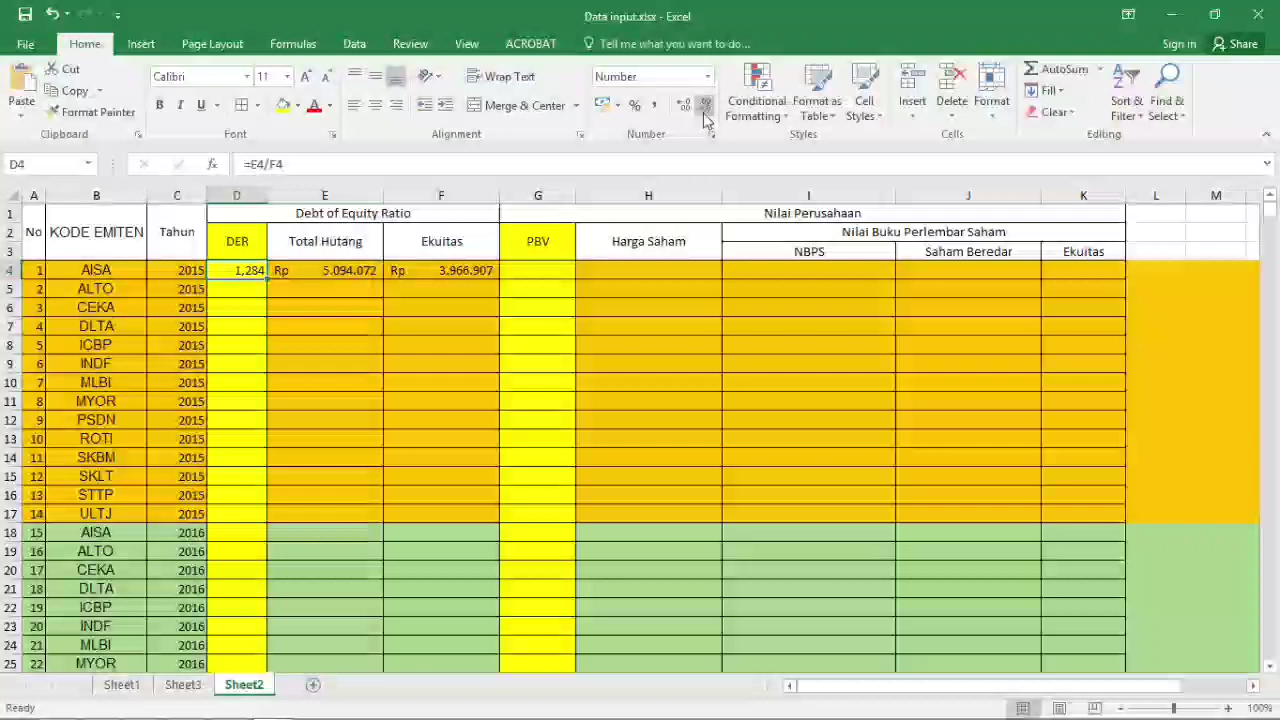 Data input.xlsx - Excel
File Home Insert Page Layout Formulas Data Review View ACROBAT Tell me what you want to do... Sign in Share
Paste Cut Copy Format Painter Clipboard
Calibri 11 B I U A Font
Wrap Text Merge & Center Alignment
Number % , Number
Conditional Formatting Format as Table Cell Styles Styles
Insert Delete Format Cells
AutoSum Fill Clear Sort & Filter Find & Select Editing
D4 fx =E4/F4
A B C D E F G H I J K L M
1 No KODE EMITEN Tahun Debt of Equity Ratio Nilai Perusahaan
2 DER Total Hutang Ekuitas PBV Harga Saham Nilai Buku Perlembar Saham
3 NBPS Saham Beredar Ekuitas
4 1 AISA 2015 1,284 Rp 5.094.072 Rp 3.966.907
5 2 ALTO 2015
6 3 CEKA 2015
7 4 DLTA 2015
8 5 ICBP 2015
9 6 INDF 2015
10 7 MLBI 2015
11 8 MYOR 2015
12 9 PSDN 2015
13 10 ROTI 2015
14 11 SKBM 2015
15 12 SKLT 2015
16 13 STTP 2015
17 14 ULTJ 2015
18 15 AISA 2016
19 16 ALTO 2016
20 17 CEKA 2016
21 18 DLTA 2016
22 19 ICBP 2016
23 20 INDF 2016
24 21 MLBI 2016
25 22 MYOR 2016
Sheet1 Sheet3 Sheet2
Ready 100%